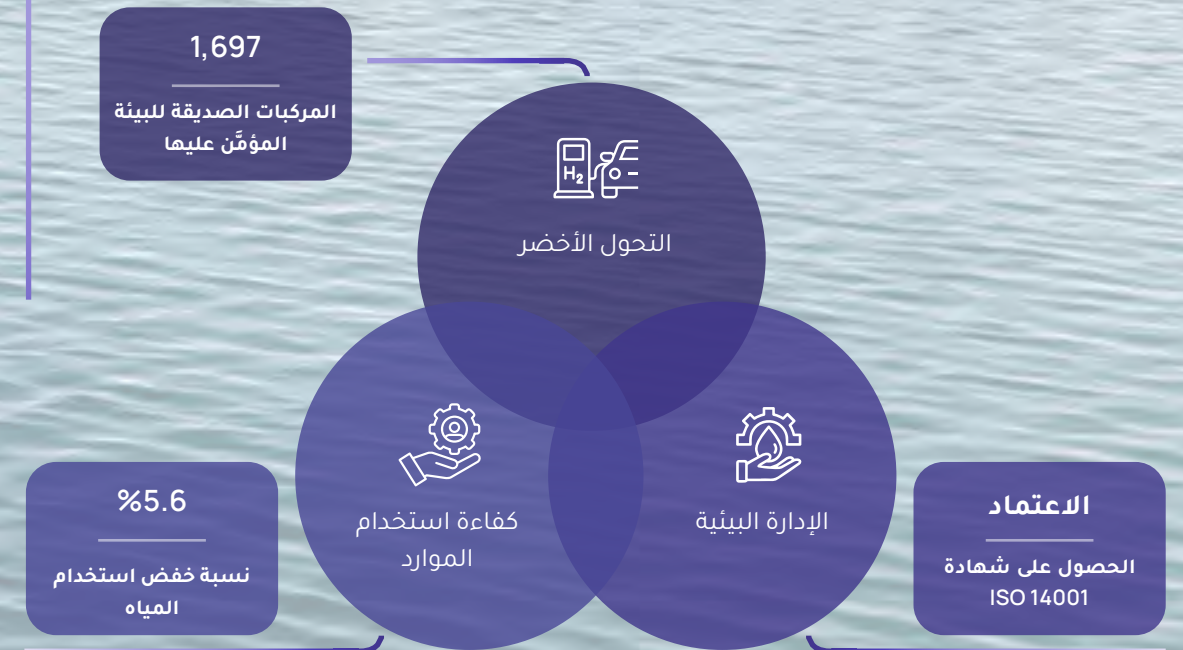 1,697
المركبات الصديقة للبيئة
المؤمَّن عليها
H2
التحول الأخضر
الإدارة البيئية
كفاءة استخدام
الموارد
الاعتماد
الحصول على شهادة
ISO 14001
%5.6
نسبة خفض استخدام
المياه